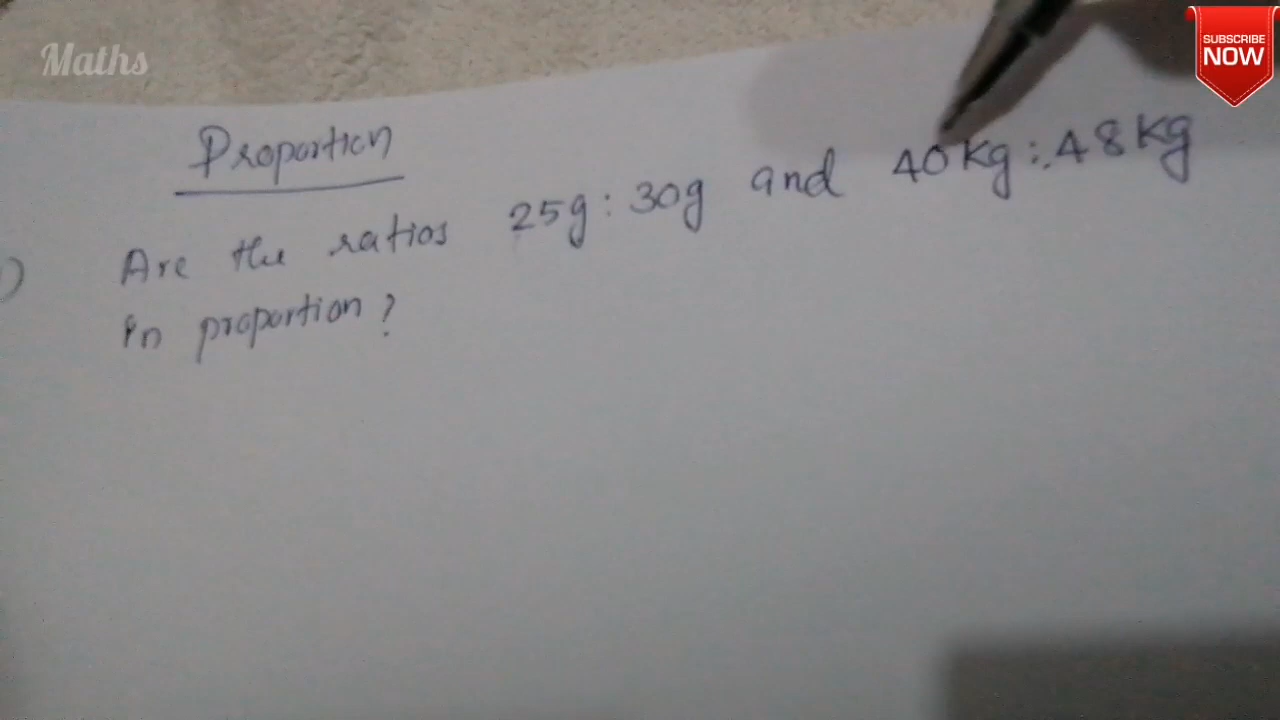 Maths
SUBSCRIBE
NOW
Proportion
Are the ratios 25g : 30g and 40kg : 48kg
in proportion?